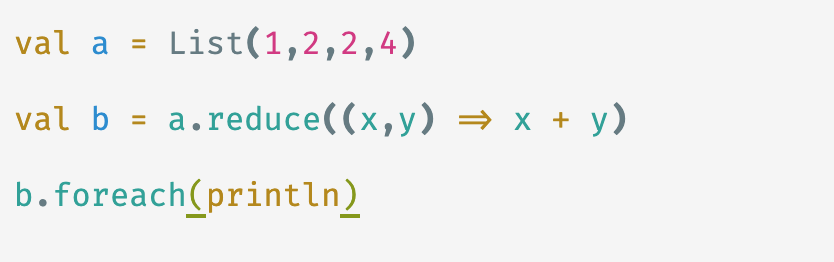 val a = List(1,2,2,4)
val b = a.reduce((x,y) => x + y)
b.foreach(println)